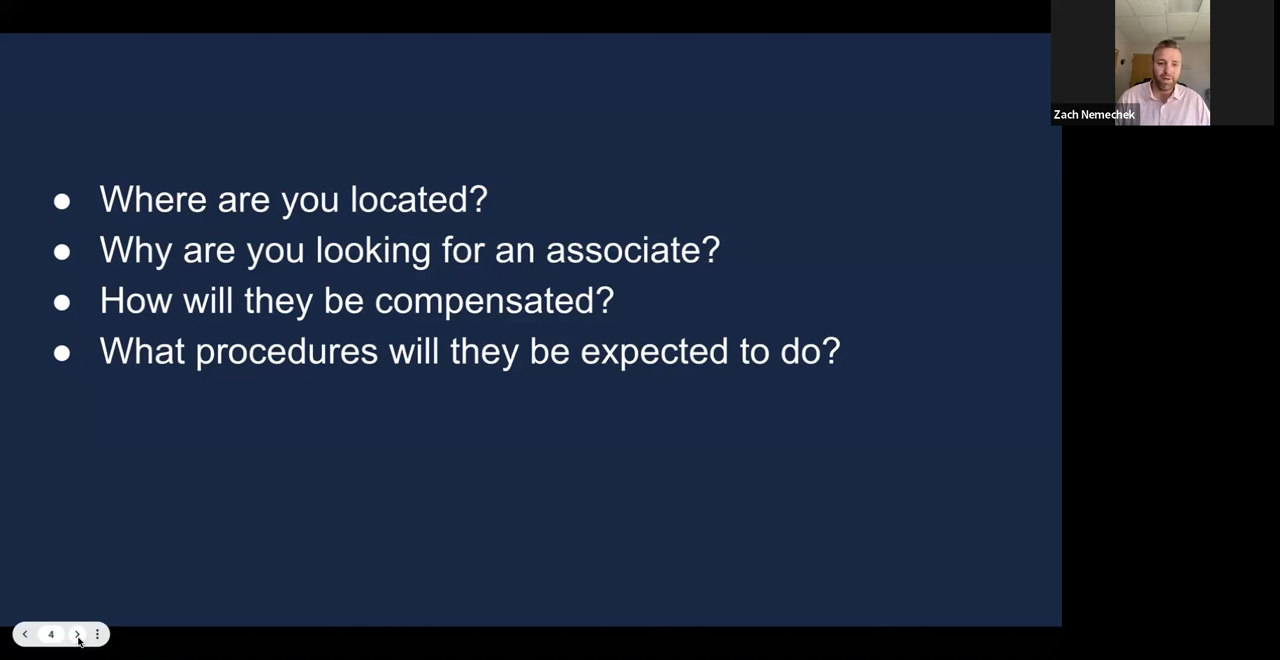 Zach Nemechek
● Where are you located?
● Why are you looking for an associate?
● How will they be compensated?
● What procedures will they be expected to do?
4